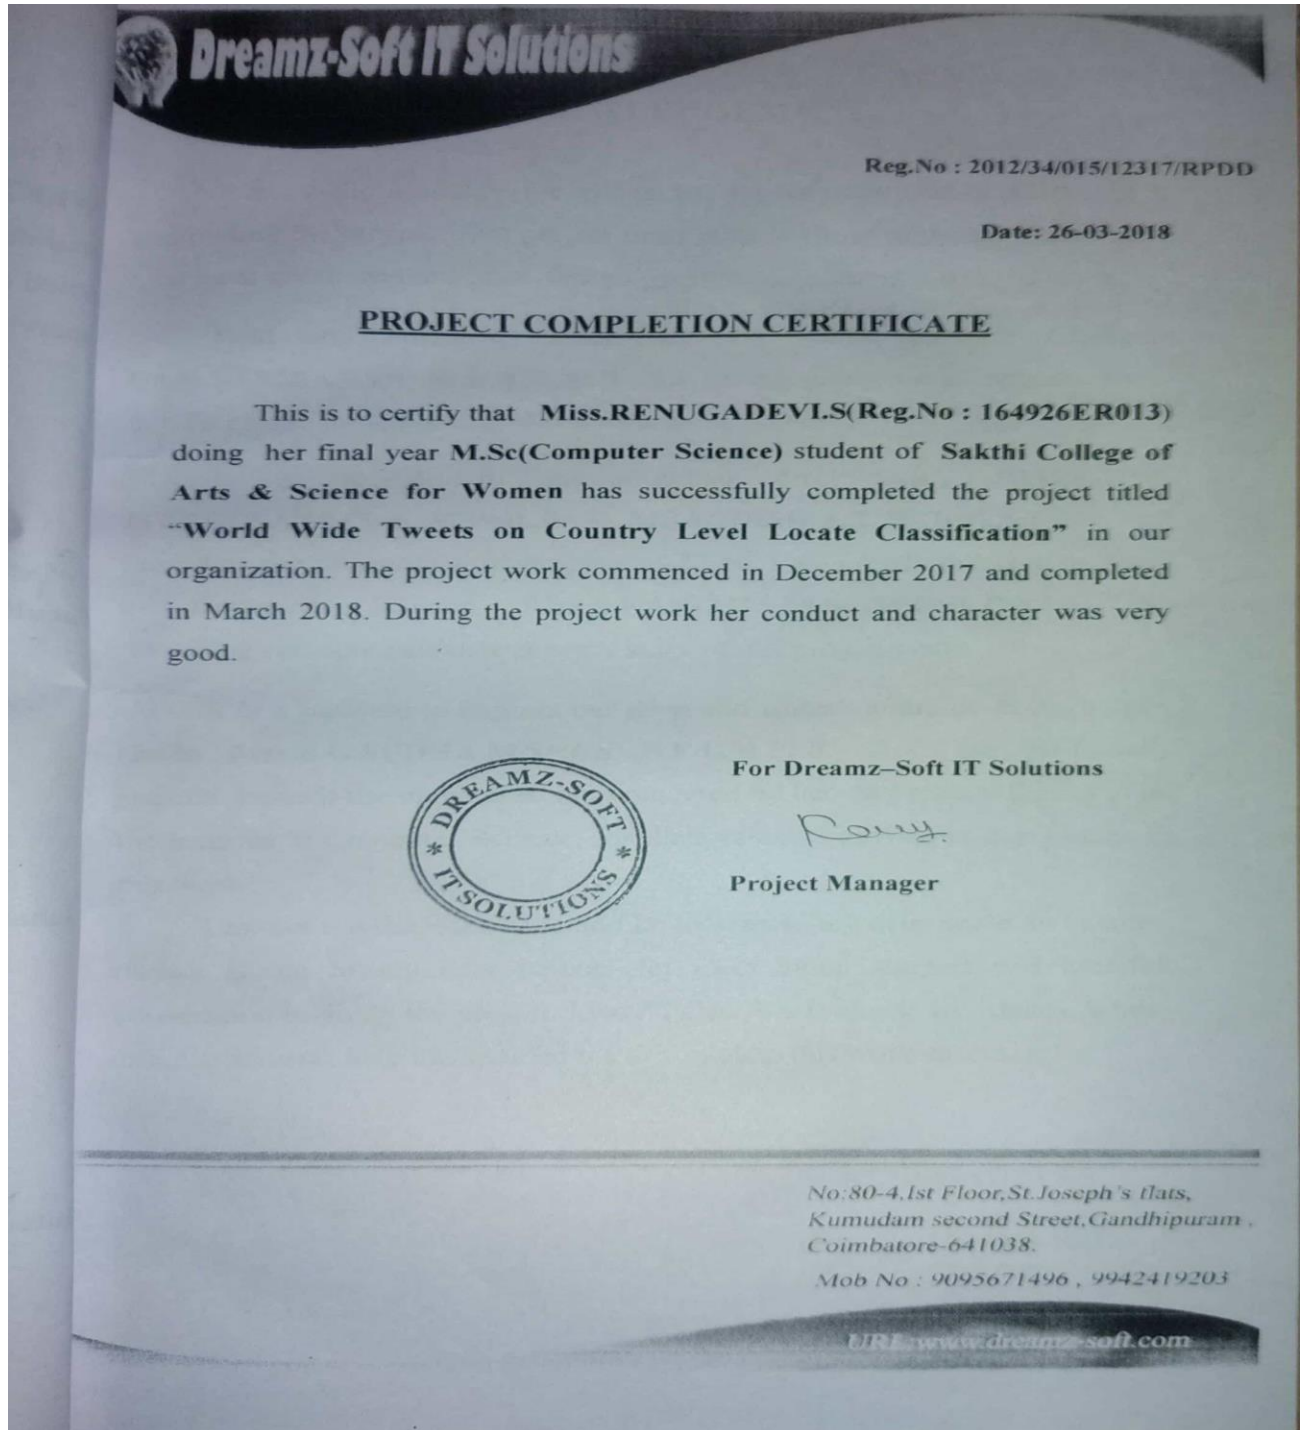 Dreamz-Soft IT Solutions
Reg.No : 2012/34/015/12317/RPDD
Date: 26-03-2018
PROJECT COMPLETION CERTIFICATE
This is to certify that Miss.RENUGADEVI.S(Reg.No : 164926ER013)
doing her final year M.Sc(Computer Science) student of Sakthi College of
Arts & Science for Women has successfully completed the project titled
“World Wide Tweets on Country Level Locate Classification” in our
organization. The project work commenced in December 2017 and completed
in March 2018. During the project work her conduct and character was very
good.
For Dreamz–Soft IT Solutions
* DREAMZ-SOFT *
IT SOLUTIONS
Project Manager
No:80-4,Ist Floor,St.Joseph's flats,
Kumudam second Street,Gandhipuram ,
Coimbatore-641038.
Mob No : 9095671496 , 9942419203
URL:www.dreamz-soft.com